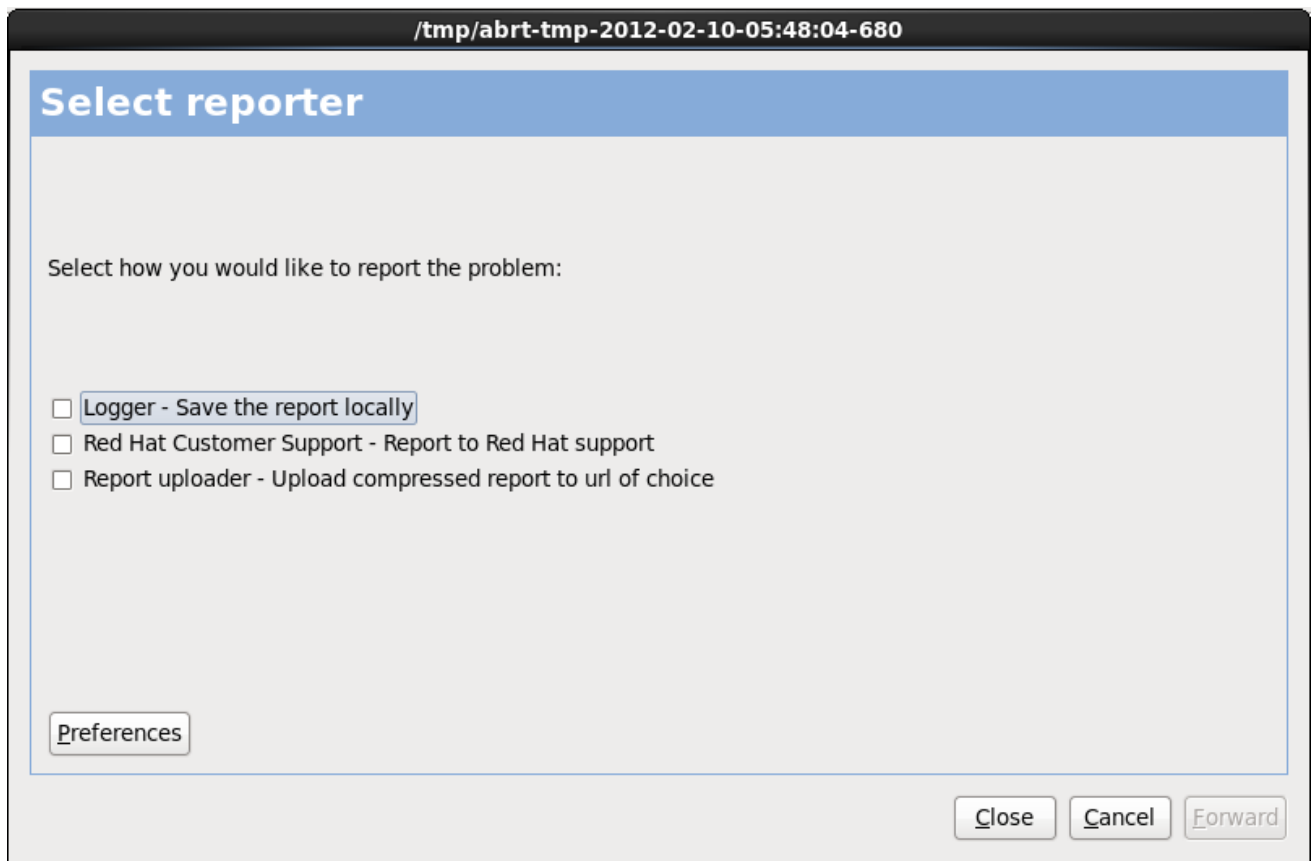 /tmp/abrt-tmp-2012-02-10-05:48:04-680
Select reporter
Select how you would like to report the problem:
Logger - Save the report locally
Red Hat Customer Support - Report to Red Hat support
Report uploader - Upload compressed report to url of choice
Preferences
Close Cancel Forward